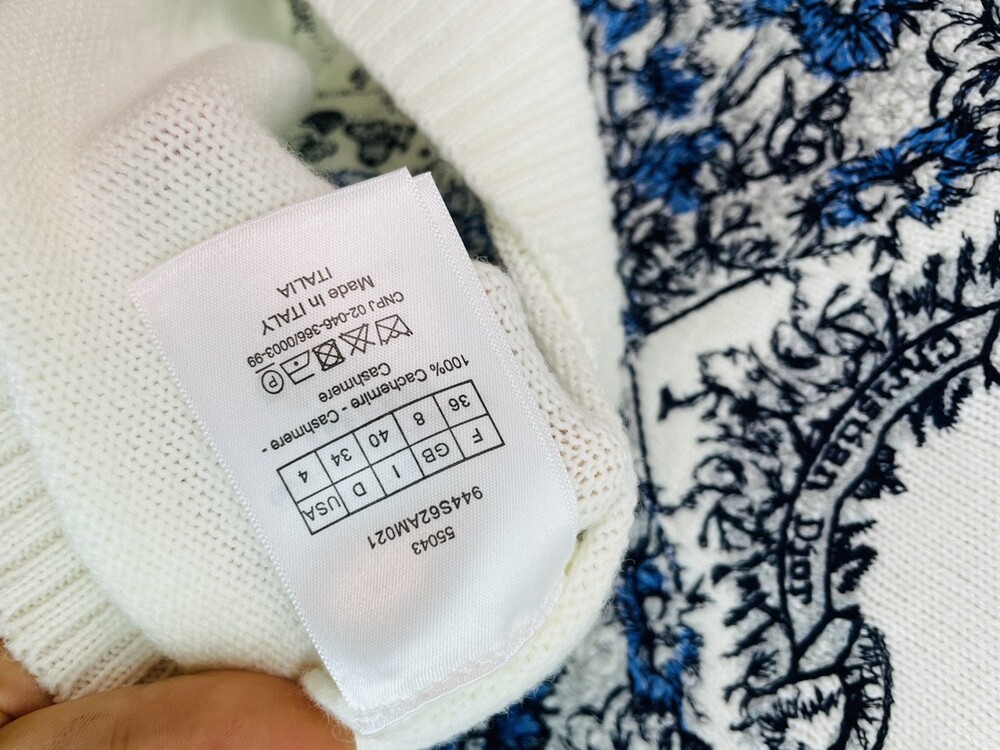 55043
944S62AM021
F GB I D USA
36 8 40 34 4
100% Cachemire - Cashmere -
Cashmere
P
CNPJ 02-046-366/0003-99
Made In ITALY
ITALIA
Christian Dior